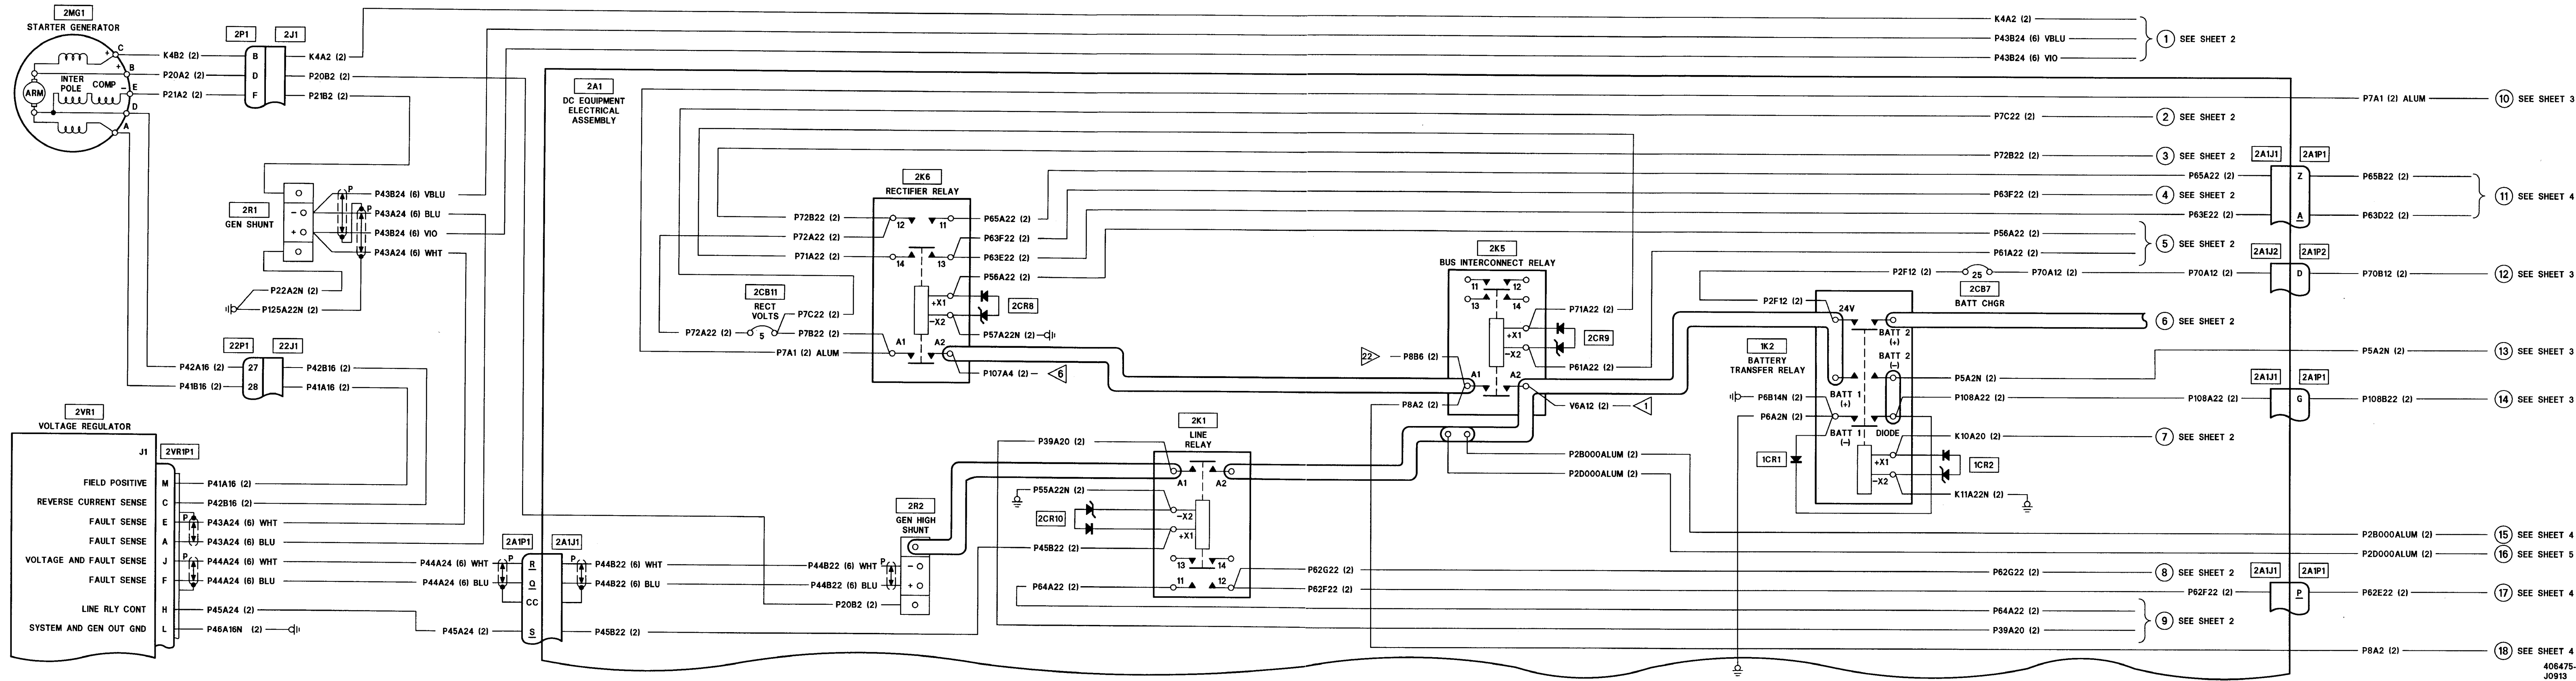 2MG1
STARTER GENERATOR
C
+
+
B
INTER
POLE
COMP
-
E
ARM
D
A
K4B2 (2)
P20A2 (2)
P21A2 (2)
2P1
2J1
B
D
F
K4A2 (2)
P20B2 (2)
P21B2 (2)
K4A2 (2)
P43B24 (6) VBLU
P43B24 (6) VIO
1 SEE SHEET 2
2A1
DC EQUIPMENT
ELECTRICAL
ASSEMBLY
P7A1 (2) ALUM
10 SEE SHEET 3
P7C22 (2)
2 SEE SHEET 2
P72B22 (2)
3 SEE SHEET 2
2A1J1
2A1P1
P65A22 (2)
Z
P65B22 (2)
P63F22 (2)
4 SEE SHEET 2
11 SEE SHEET 4
P63E22 (2)
A
P63D22 (2)
P56A22 (2)
5 SEE SHEET 2
P61A22 (2)
2A1J2
2A1P2
P2F12 (2)
25
P70A12 (2)
P70A12 (2)
D
P70B12 (2)
12 SEE SHEET 3
2CB7
BATT CHGR
2R1
GEN SHUNT
-
+
P
P
P43B24 (6) VBLU
P43A24 (6) BLU
P43B24 (6) VIO
P43A24 (6) WHT
P22A2N (2)
P125A22N (2)
2K6
RECTIFIER RELAY
P72B22 (2)
12
11
P65A22 (2)
P72A22 (2)
P63F22 (2)
P71A22 (2)
14
13
P63E22 (2)
P56A22 (2)
+X1
-X2
2CR8
P57A22N (2)
2CB11
RECT
VOLTS
P7C22 (2)
P72A22 (2)
5
P7B22 (2)
P7A1 (2) ALUM
A1
A2
P107A4 (2)
6
2K5
BUS INTERCONNECT RELAY
11
12
13
14
P71A22 (2)
+X1
-X2
2CR9
P61A22 (2)
22
P8B6 (2)
A1
A2
P8A2 (2)
V6A12 (2)
1
P2F12 (2)
24V
BATT 2
(+)
BATT 2
(-)
6 SEE SHEET 2
1K2
BATTERY
TRANSFER RELAY
P5A2N (2)
P5A2N (2)
13 SEE SHEET 3
2A1J1
2A1P1
P6B14N (2)
BATT 1
(+)
P108A22 (2)
P108A22 (2)
G
P108B22 (2)
14 SEE SHEET 3
P6A2N (2)
BATT 1
(-)
DIODE
K10A20 (2)
7 SEE SHEET 2
1CR1
+X1
-X2
1CR2
K11A22N (2)
22P1
22J1
P42A16 (2)
27
P42B16 (2)
P41B16 (2)
28
P41A16 (2)
2VR1
VOLTAGE REGULATOR
J1
2VR1P1
FIELD POSITIVE
M
P41A16 (2)
REVERSE CURRENT SENSE
C
P42B16 (2)
FAULT SENSE
E
P
P43A24 (6) WHT
FAULT SENSE
A
P43A24 (6) BLU
VOLTAGE AND FAULT SENSE
J
P
P44A24 (6) WHT
FAULT SENSE
F
P44A24 (6) BLU
LINE RLY CONT
H
P45A24 (2)
SYSTEM AND GEN OUT GND
L
P46A16N (2)
2A1P1
2A1J1
P44A24 (6) WHT
P
R
P
P44B22 (6) WHT
P44A24 (6) BLU
Q
P44B22 (6) BLU
CC
P45A24 (2)
S
P45B22 (2)
2R2
GEN HIGH
SHUNT
P44B22 (6) WHT
P
-
P44B22 (6) BLU
+
P20B2 (2)
2K1
LINE
RELAY
P39A20 (2)
A1
A2
P55A22N (2)
-X2
+X1
2CR10
P45B22 (2)
13
14
11
12
P64A22 (2)
P62G22 (2)
P62F22 (2)
P2B000ALUM (2)
P2D000ALUM (2)
P2B000ALUM (2)
15 SEE SHEET 4
P2D000ALUM (2)
16 SEE SHEET 5
P62G22 (2)
8 SEE SHEET 2
2A1J1
2A1P1
P62F22 (2)
P
P62E22 (2)
17 SEE SHEET 4
P64A22 (2)
9 SEE SHEET 2
P39A20 (2)
P8A2 (2)
18 SEE SHEET 4
406475-
J0913